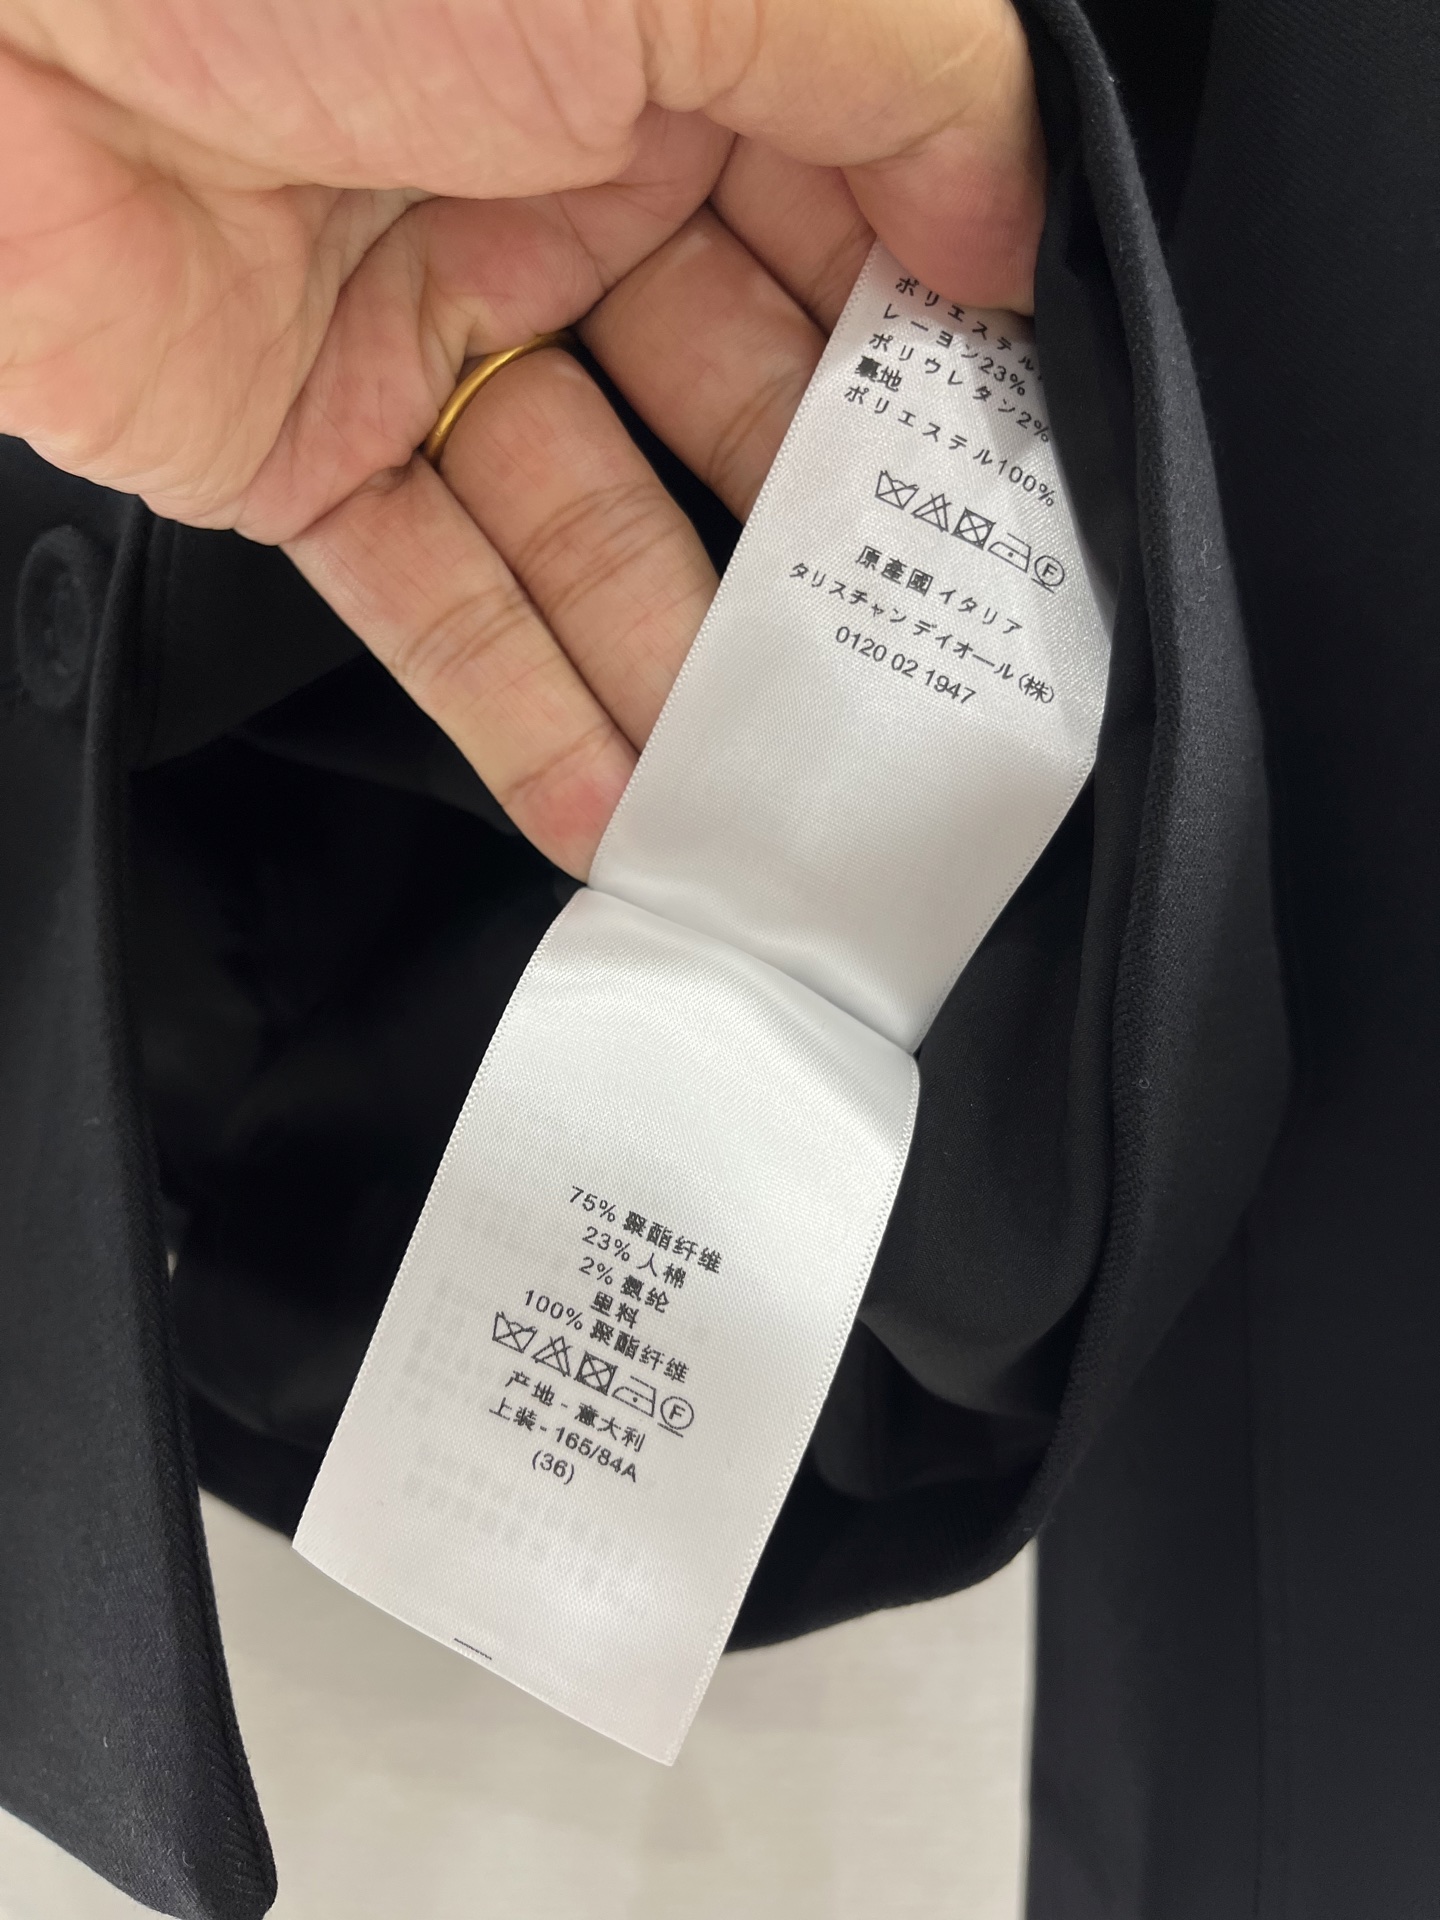 ポリエステル
レーヨン23%
ポリウレタン2%
裏地
ポリエステル100%
F
原産國イタリア
タリスチャン デイオール(株)
0120 02 1947
75% 聚酯纤维
23% 人棉
2% 氨纶
里料
100% 聚酯纤维
F
产地 - 意大利
上装 - 165/84A
(36)